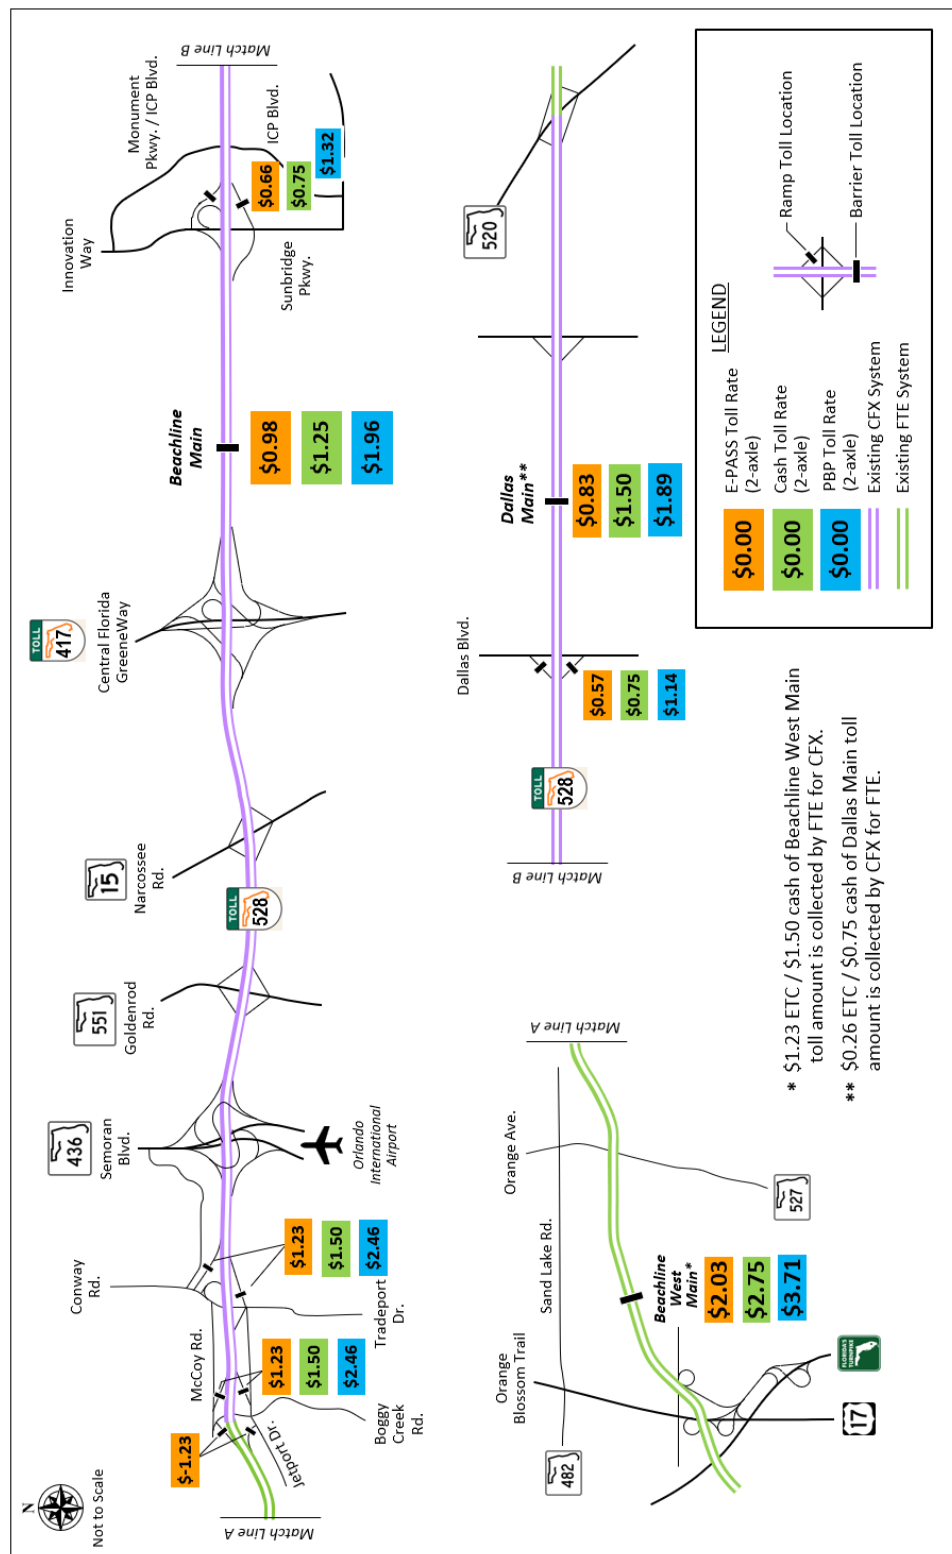 N
Not to Scale
Match Line A
$-1.23
Jetport Dr.
Boggy
Creek
Rd.
McCoy Rd.
$1.23
$1.50
$2.46
Conway
Rd.
Tradeport
Dr.
$1.23
$1.50
$2.46
436
Semoran
Blvd.
Orlando
International
Airport
551
Goldenrod
Rd.
TOLL
528
15
Narcossee
Rd.
TOLL
417
Central Florida
GreeneWay
Beachline
Main
$0.98
$1.25
$1.96
Innovation
Way
Sunbridge
Pkwy.
Monument
Pkwy. / ICP Blvd.
ICP Blvd.
$0.66
$0.75
$1.32
Match Line B
Match Line B
TOLL
528
Dallas Blvd.
$0.57
$0.75
$1.14
Dallas
Main**
$0.83
$1.50
$1.89
520
482
Orange
Blossom Trail
Sand Lake Rd.
17
FLORIDA'S
TURNPIKE
Beachline
West
Main*
$2.03
$2.75
$3.71
Orange Ave.
527
Match Line A
* $1.23 ETC / $1.50 cash of Beachline West Main
toll amount is collected by FTE for CFX.
** $0.26 ETC / $0.75 cash of Dallas Main toll
amount is collected by CFX for FTE.
LEGEND
$0.00
E-PASS Toll Rate
(2-axle)
$0.00
Cash Toll Rate
(2-axle)
$0.00
PBP Toll Rate
(2-axle)
Existing CFX System
Existing FTE System
Ramp Toll Location
Barrier Toll Location